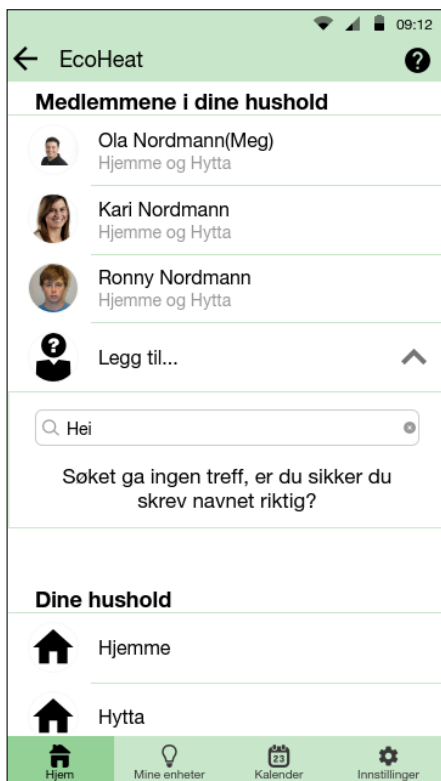 09:12
EcoHeat
Medlemmene i dine hushold
Ola Nordmann(Meg)
Hjemme og Hytta
Kari Nordmann
Hjemme og Hytta
Ronny Nordmann
Hjemme og Hytta
Legg til...
Hei
Søket ga ingen treff, er du sikker du
skrev navnet riktig?
Dine hushold
Hjemme
Hytta
23
Hjem Mine enheter Kalender Innstillinger